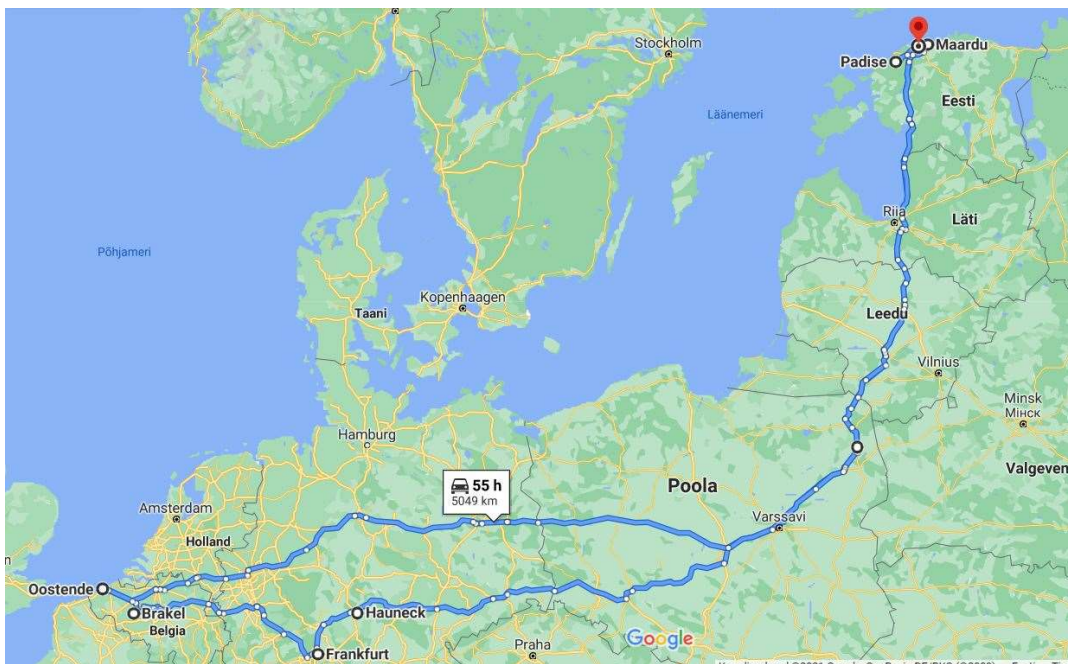 Stockholm
Maardu
Padise
Eesti
Läänemeri
Riia
Läti
Põhjameri
Kopenhaagen
Taani
Leedu
Vilnius
Minsk
Мінск
Hamburg
Valgeven
55 h
5049 km
Poola
Amsterdam
Holland
Varssavi
Oostende
Brakel
Belgia
Hauneck
Frankfurt
Praha
Google